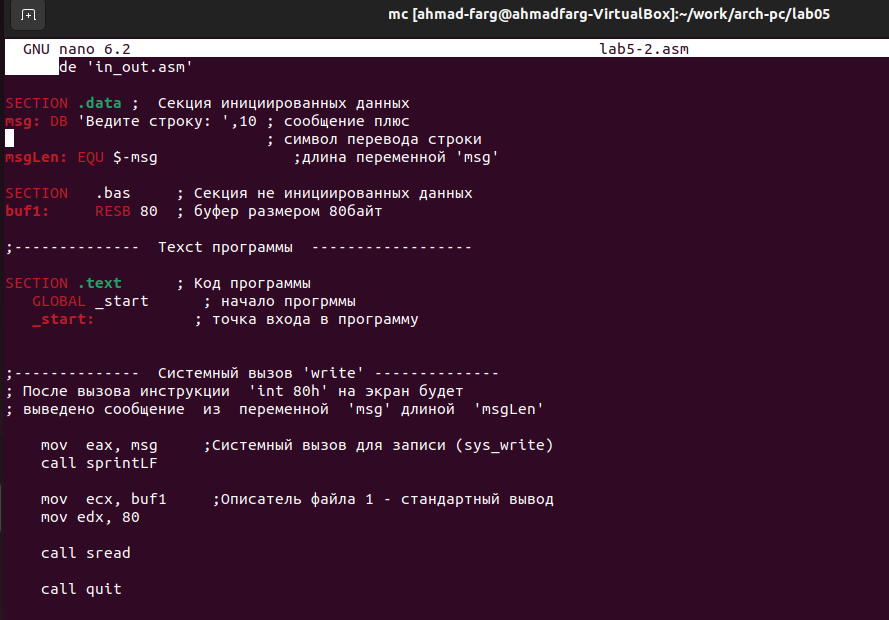 mc [ahmad-farg@ahmadfarg-VirtualBox]:~/work/arch-pc/lab05
GNU nano 6.2 lab5-2.asm
de 'in_out.asm'
SECTION .data ; Секция инициированных данных
msg: DB 'Ведите строку: ',10 ; сообщение плюс
; символ перевода строки
msgLen: EQU $-msg ;длина переменной 'msg'
SECTION .bas ; Секция не инициированных данных
buf1: RESB 80 ; буфер размером 80байт
;-------------- Texст программы ------------------
SECTION .text ; Код программы
GLOBAL _start ; начало прогрммы
_start: ; точка входа в программу
;-------------- Системный вызов 'write' --------------
; После вызова инструкции 'int 80h' на экран будет
; выведено сообщение из переменной 'msg' длиной 'msgLen'
mov eax, msg ;Системный вызов для записи (sys_write)
call sprintLF
mov ecx, buf1 ;Описатель файла 1 - стандартный вывод
mov edx, 80
call sread
call quit